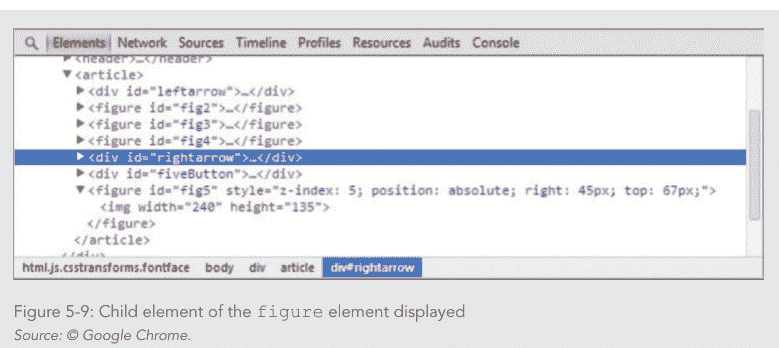 Elements Network Sources Timeline Profiles Resources Audits Console
<header>…</header>
▼<article>
▶<div id="leftarrow">…</div>
▶<figure id="fig2">…</figure>
▶<figure id="fig3">…</figure>
▶<figure id="fig4">…</figure>
▶<div id="rightarrow">…</div>
▶<div id="fiveButton">…</div>
▼<figure id="fig5" style="z-index: 5; position: absolute; right: 45px; top: 67px;">
<img width="240" height="135">
</figure>
</article>
</div>
html.js.csstransforms.fontface body div article div#rightarrow
Figure 5-9: Child element of the figure element displayed
Source: © Google Chrome.